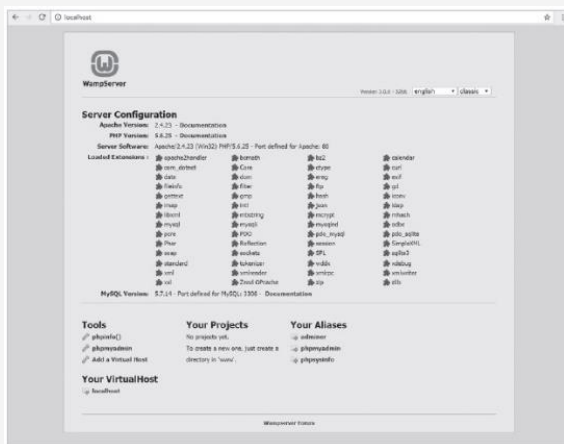 localhost
WampServer
Version 3.0.6 - 32bit english classic
Server Configuration
Apache Version: 2.4.23 - Documentation
PHP Version: 5.6.25 - Documentation
Server Software: Apache/2.4.23 (Win32) PHP/5.6.25 - Port defined for Apache: 80
Loaded Extensions : apache2handler bcmath bz2 calendar
com_dotnet Core ctype curl
date dom ereg exif
fileinfo filter ftp gd
gettext gmp hash iconv
imap intl json ldap
libxml mbstring mcrypt mhash
mysql mysqli mysqlnd odbc
pcre PDO pdo_mysql pdo_sqlite
Phar Reflection session SimpleXML
soap sockets SPL sqlite3
standard tokenizer wddx xdebug
xml xmlreader xmlrpc xmlwriter
xsl Zend OPcache zip zlib
MySQL Version: 5.7.14 - Port defined for MySQL: 3306 - Documentation
Tools
phpinfo()
phpmyadmin
Add a Virtual Host
Your Projects
No projects yet.
To create a new one, just create a
directory in 'www'.
Your Aliases
adminer
phpmyadmin
phpsysinfo
Your VirtualHost
localhost
Wampserver Forum